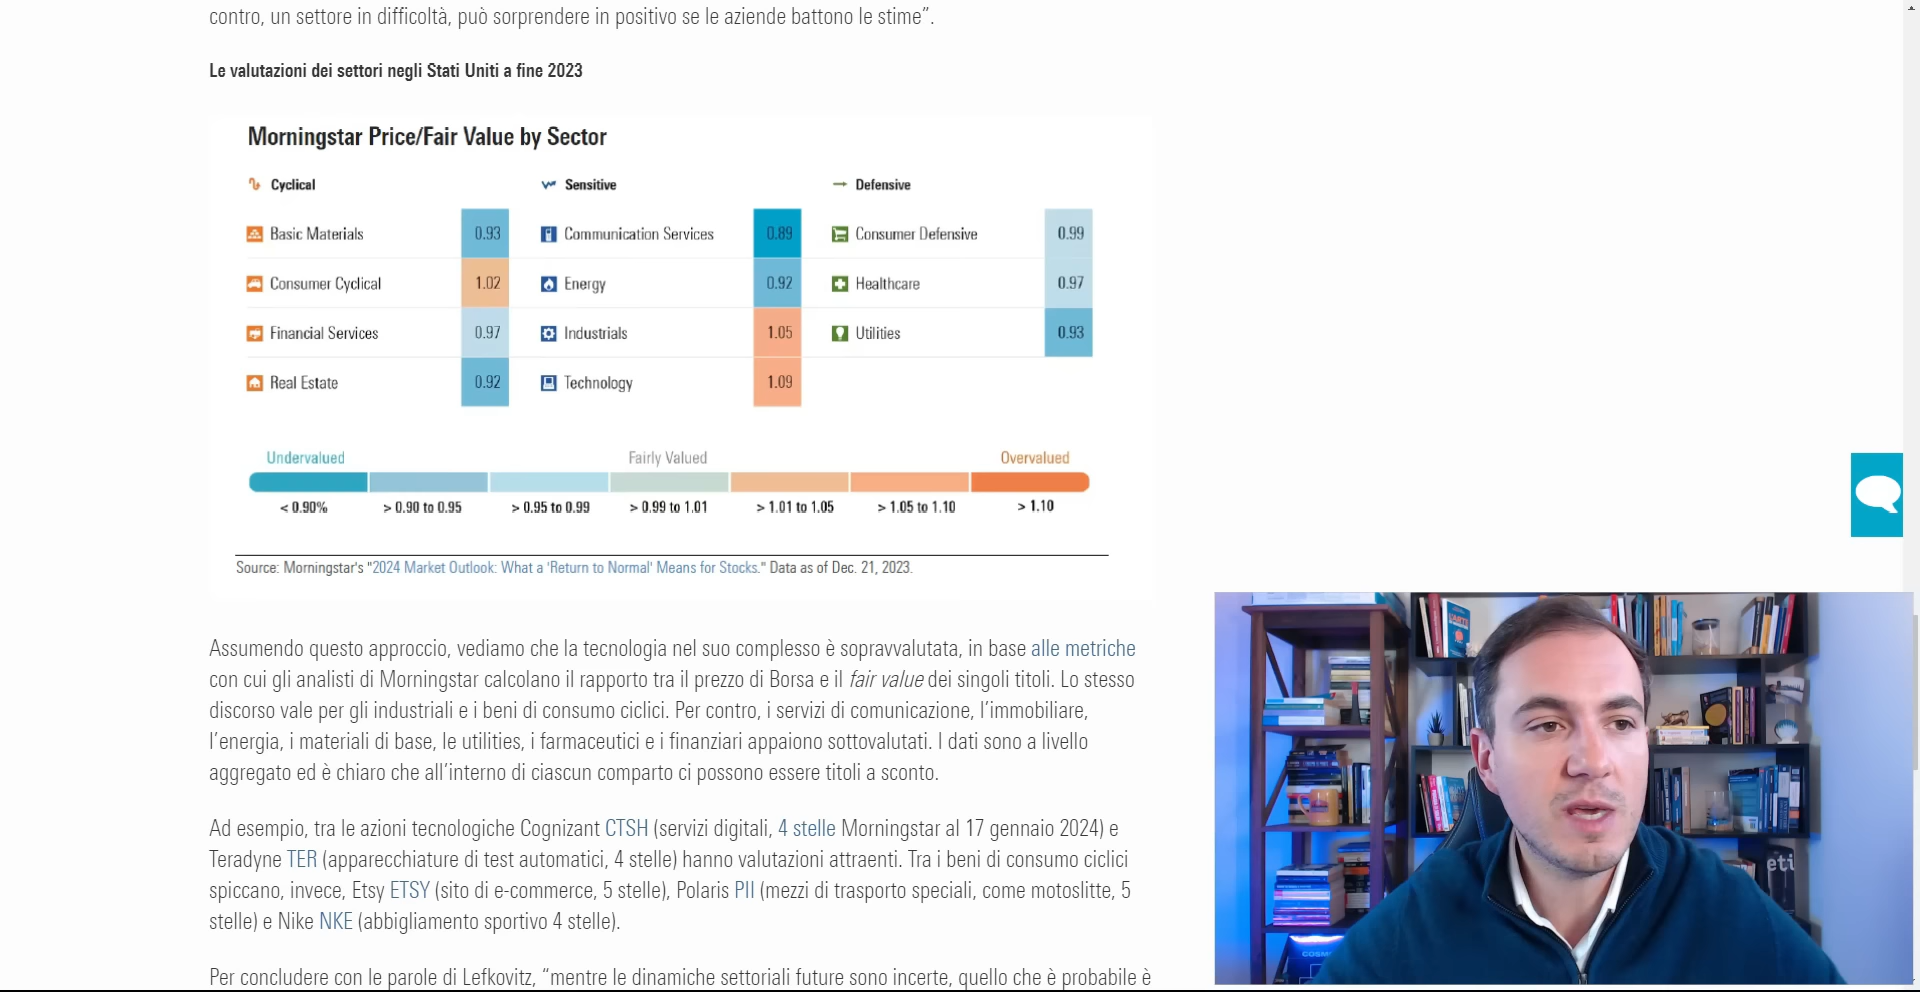 contro, un settore in difficoltà, può sorprendere in positivo se le aziende battono le stime”.
Le valutazioni dei settori negli Stati Uniti a fine 2023
Morningstar Price/Fair Value by Sector
Cyclical
Basic Materials 0.93
Consumer Cyclical 1.02
Financial Services 0.97
Real Estate 0.92
Sensitive
Communication Services 0.89
Energy 0.92
Industrials 1.05
Technology 1.09
Defensive
Consumer Defensive 0.99
Healthcare 0.97
Utilities 0.93
Undervalued Fairly Valued Overvalued
< 0.90% > 0.90 to 0.95 > 0.95 to 0.99 > 0.99 to 1.01 > 1.01 to 1.05 > 1.05 to 1.10 > 1.10
Source: Morningstar's "2024 Market Outlook: What a 'Return to Normal' Means for Stocks." Data as of Dec. 21, 2023.
Assumendo questo approccio, vediamo che la tecnologia nel suo complesso è sopravvalutata, in base alle metriche
con cui gli analisti di Morningstar calcolano il rapporto tra il prezzo di Borsa e il fair value dei singoli titoli. Lo stesso
discorso vale per gli industriali e i beni di consumo ciclici. Per contro, i servizi di comunicazione, l’immobiliare,
l’energia, i materiali di base, le utilities, i farmaceutici e i finanziari appaiono sottovalutati. I dati sono a livello
aggregato ed è chiaro che all’interno di ciascun comparto ci possono essere titoli a sconto.
Ad esempio, tra le azioni tecnologiche Cognizant CTSH (servizi digitali, 4 stelle Morningstar al 17 gennaio 2024) e
Teradyne TER (apparecchiature di test automatici, 4 stelle) hanno valutazioni attraenti. Tra i beni di consumo ciclici
spiccano, invece, Etsy ETSY (sito di e-commerce, 5 stelle), Polaris PII (mezzi di trasporto speciali, come motoslitte, 5
stelle) e Nike NKE (abbigliamento sportivo 4 stelle).
Per concludere con le parole di Lefkovitz, “mentre le dinamiche settoriali future sono incerte, quello che è probabile è
eti